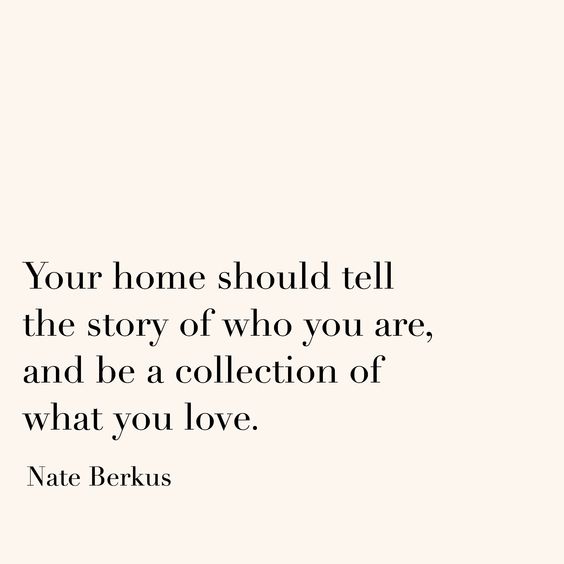 Your home should tell
the story of who you are,
and be a collection of
what you love.
Nate Berkus